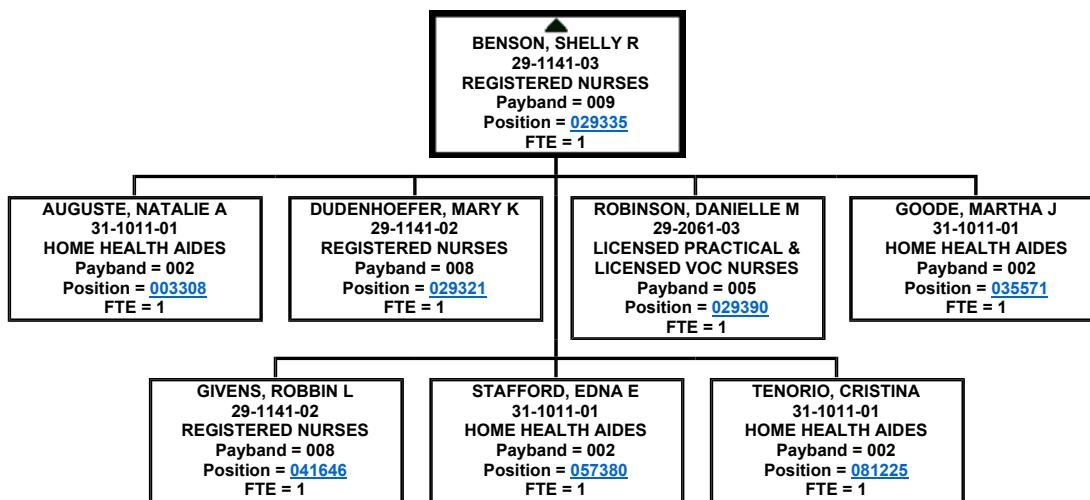 BENSON, SHELLY R
29-1141-03
REGISTERED NURSES
Payband = 009
Position = 029335
FTE = 1
AUGUSTE, NATALIE A
31-1011-01
HOME HEALTH AIDES
Payband = 002
Position = 003308
FTE = 1
DUDENHOEFER, MARY K
29-1141-02
REGISTERED NURSES
Payband = 008
Position = 029321
FTE = 1
ROBINSON, DANIELLE M
29-2061-03
LICENSED PRACTICAL &
LICENSED VOC NURSES
Payband = 005
Position = 029390
FTE = 1
GOODE, MARTHA J
31-1011-01
HOME HEALTH AIDES
Payband = 002
Position = 035571
FTE = 1
GIVENS, ROBBIN L
29-1141-02
REGISTERED NURSES
Payband = 008
Position = 041646
FTE = 1
STAFFORD, EDNA E
31-1011-01
HOME HEALTH AIDES
Payband = 002
Position = 057380
FTE = 1
TENORIO, CRISTINA
31-1011-01
HOME HEALTH AIDES
Payband = 002
Position = 081225
FTE = 1